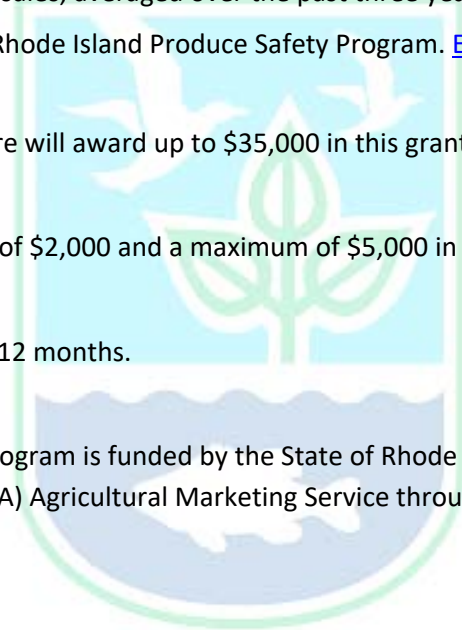 sales, averaged over the past three yea
Rhode Island Produce Safety Program. E
re will award up to $35,000 in this grant
of $2,000 and a maximum of $5,000 in
12 months.
ogram is funded by the State of Rhode
A) Agricultural Marketing Service throu